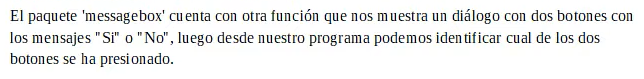 El paquete 'messagebox' cuenta con otra función que nos muestra un diálogo con dos botones con
los mensajes "Si" o "No", luego desde nuestro programa podemos identificar cual de los dos
botones se ha presionado.